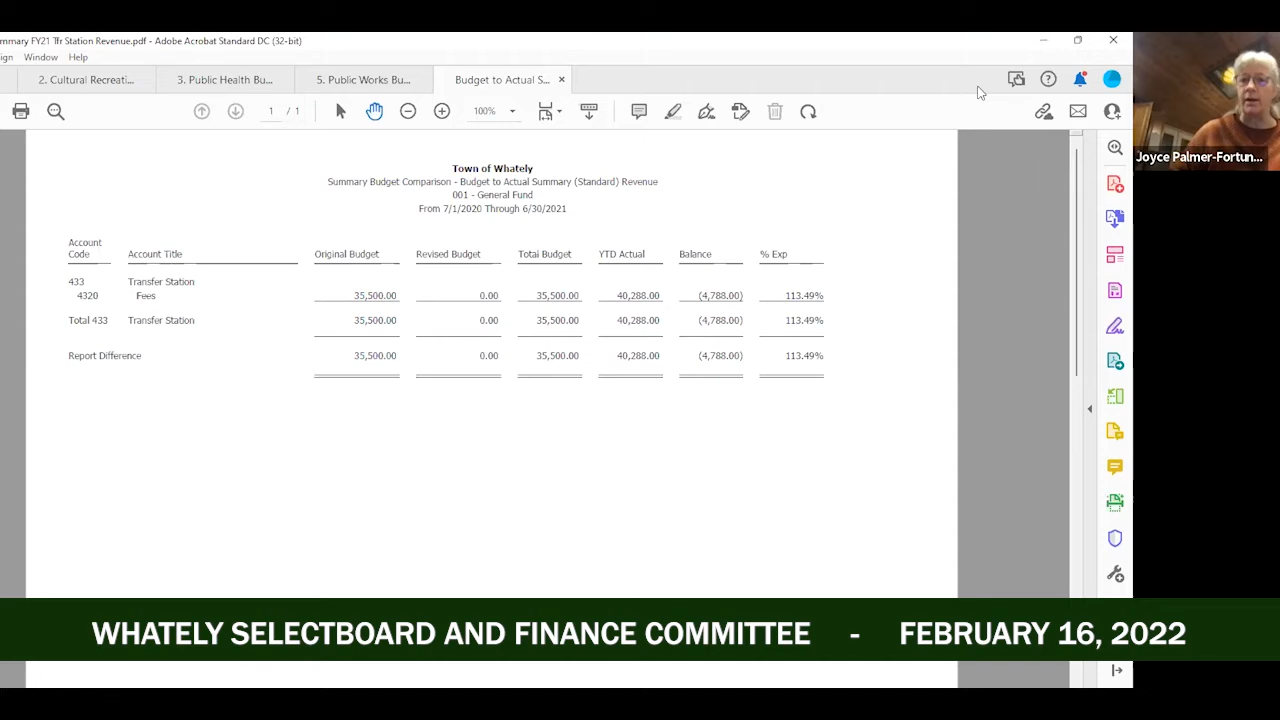 mmary FY21 Tfr Station Revenue.pdf - Adobe Acrobat Standard DC (32-bit)
ign Window Help
2. Cultural Recreati... 3. Public Health Bu... 5. Public Works Bu... Budget to Actual S... ×
1 / 1 100%
Joyce Palmer-Fortun...
Town of Whately
Summary Budget Comparison - Budget to Actual Summary (Standard) Revenue
001 - General Fund
From 7/1/2020 Through 6/30/2021
Account
Code Account Title Original Budget Revised Budget Total Budget YTD Actual Balance % Exp
433 Transfer Station
4320 Fees 35,500.00 0.00 35,500.00 40,288.00 (4,788.00) 113.49%
Total 433 Transfer Station 35,500.00 0.00 35,500.00 40,288.00 (4,788.00) 113.49%
Report Difference 35,500.00 0.00 35,500.00 40,288.00 (4,788.00) 113.49%
WHATELY SELECTBOARD AND FINANCE COMMITTEE - FEBRUARY 16, 2022